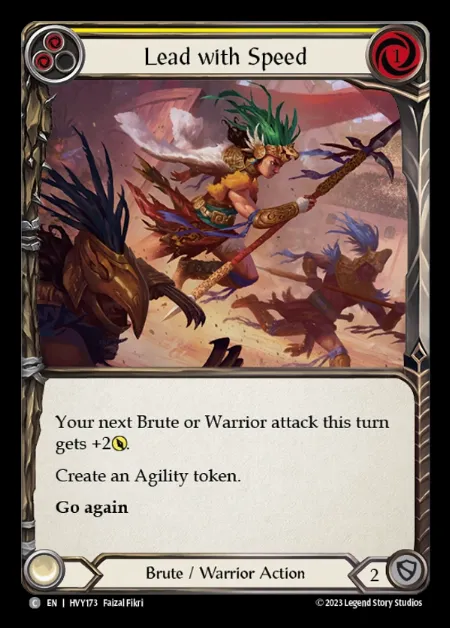 Lead with Speed
1
Your next Brute or Warrior attack this turn
gets +2.
Create an Agility token.
Go again
Brute / Warrior Action
2
C EN | HVY173 Faizal Fikri
© 2023 Legend Story Studios